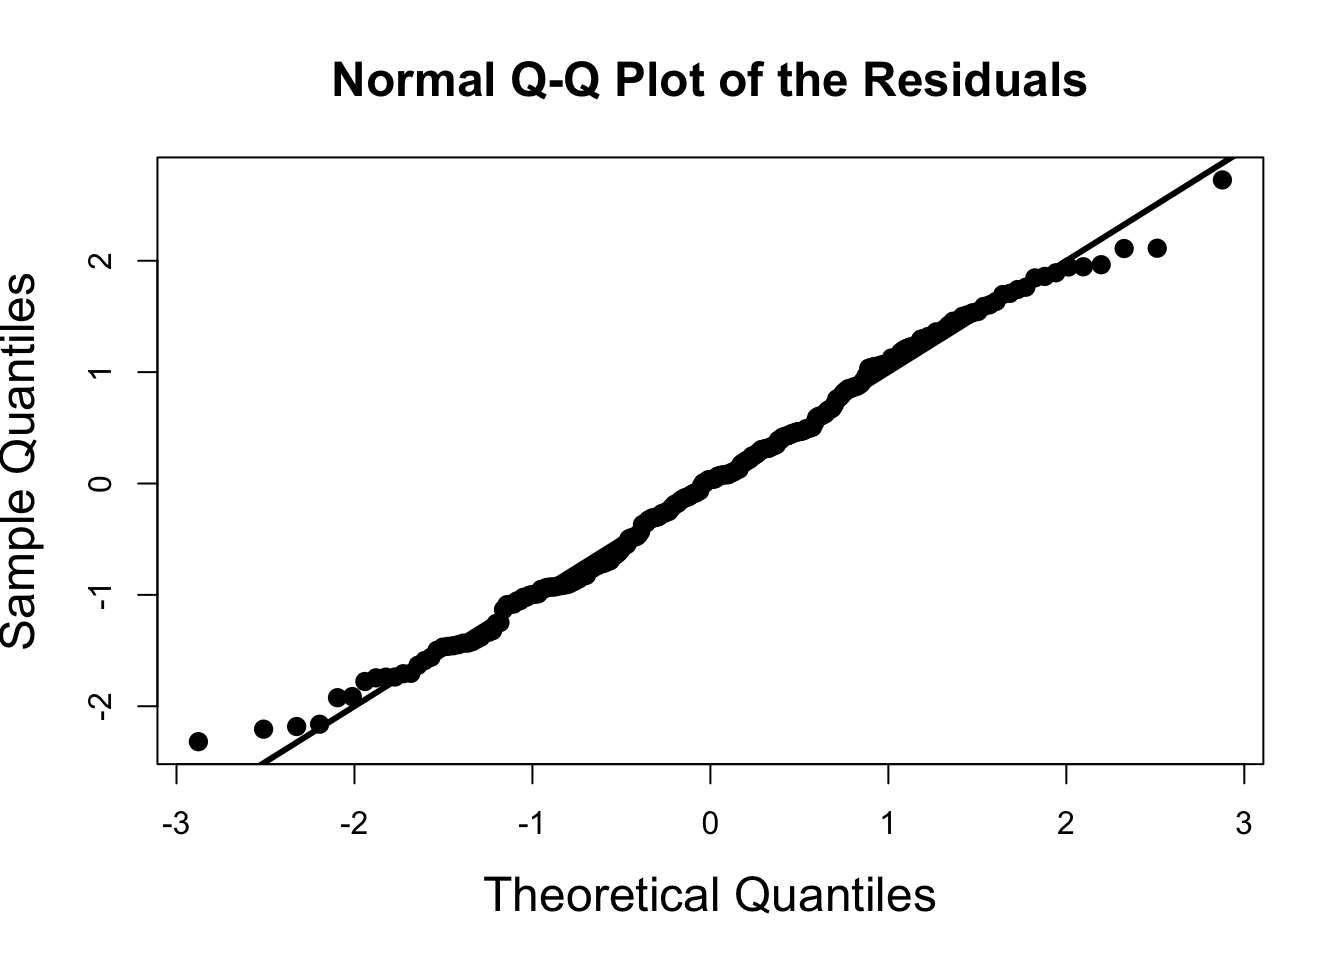 Normal Q-Q Plot of the Residuals
Sample Quantiles
2
1
0
-1
-2
-3 -2 -1 0 1 2 3
Theoretical Quantiles